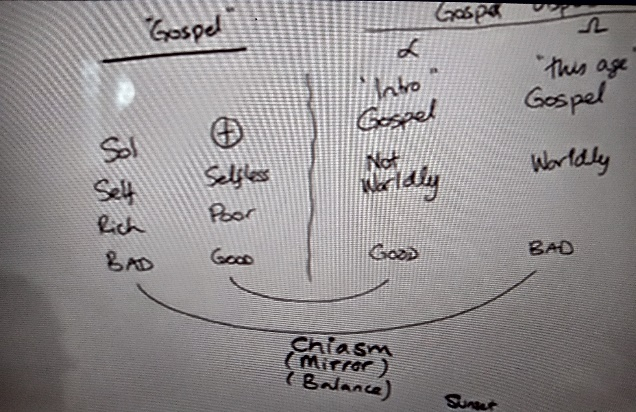 "Gospel"
Sol ⊕
Self Selfless
Rich Poor
BAD GOOD
Gospel
α Ω
"Intro" "this age"
Gospel Gospel
Not Worldly
Worldly
GOOD BAD
Chiasm
(Mirror)
(Balance)
Sunset